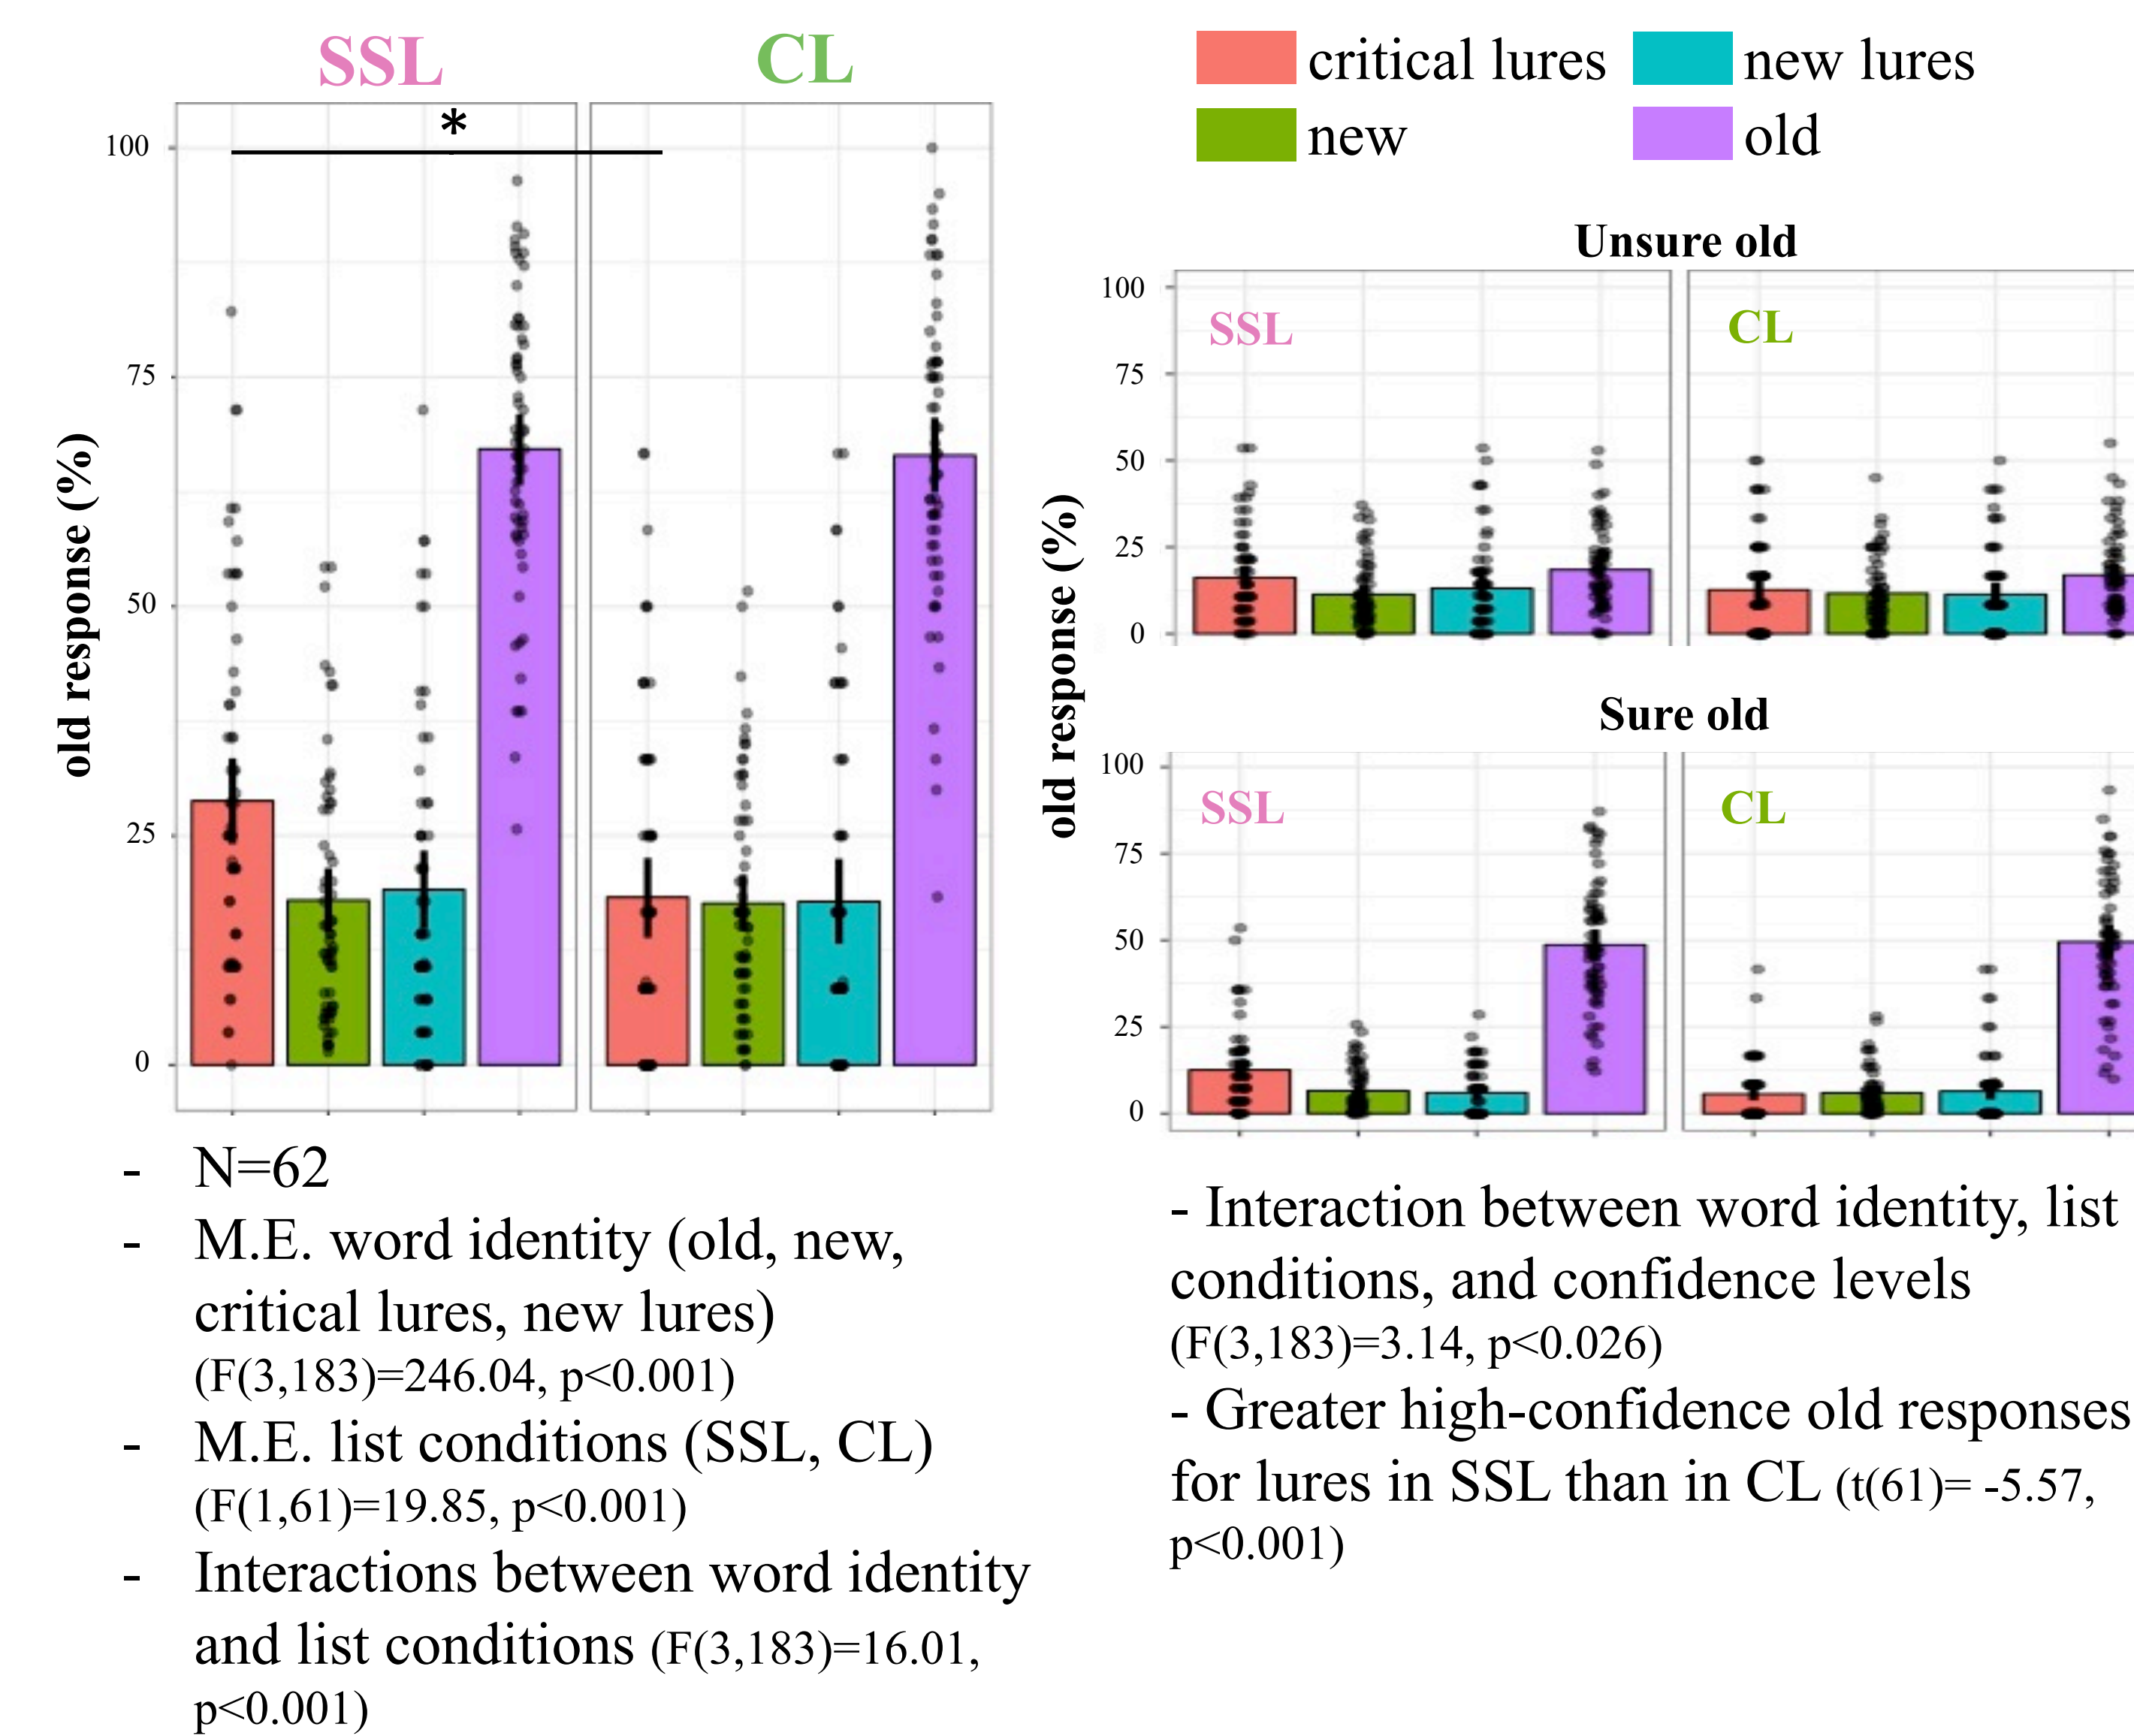 SSL
CL
*
100
75
50
25
0
old response (%)
- N=62
- M.E. word identity (old, new,
critical lures, new lures)
(F(3,183)=246.04, p<0.001)
- M.E. list conditions (SSL, CL)
(F(1,61)=19.85, p<0.001)
- Interactions between word identity
and list conditions (F(3,183)=16.01,
p<0.001)
critical lures
new lures
new
old
Unsure old
SSL
CL
100
75
50
25
0
old response (%)
Sure old
SSL
CL
100
75
50
25
0
- Interaction between word identity, list
conditions, and confidence levels
(F(3,183)=3.14, p<0.026)
- Greater high-confidence old responses
for lures in SSL than in CL (t(61)= -5.57,
p<0.001)